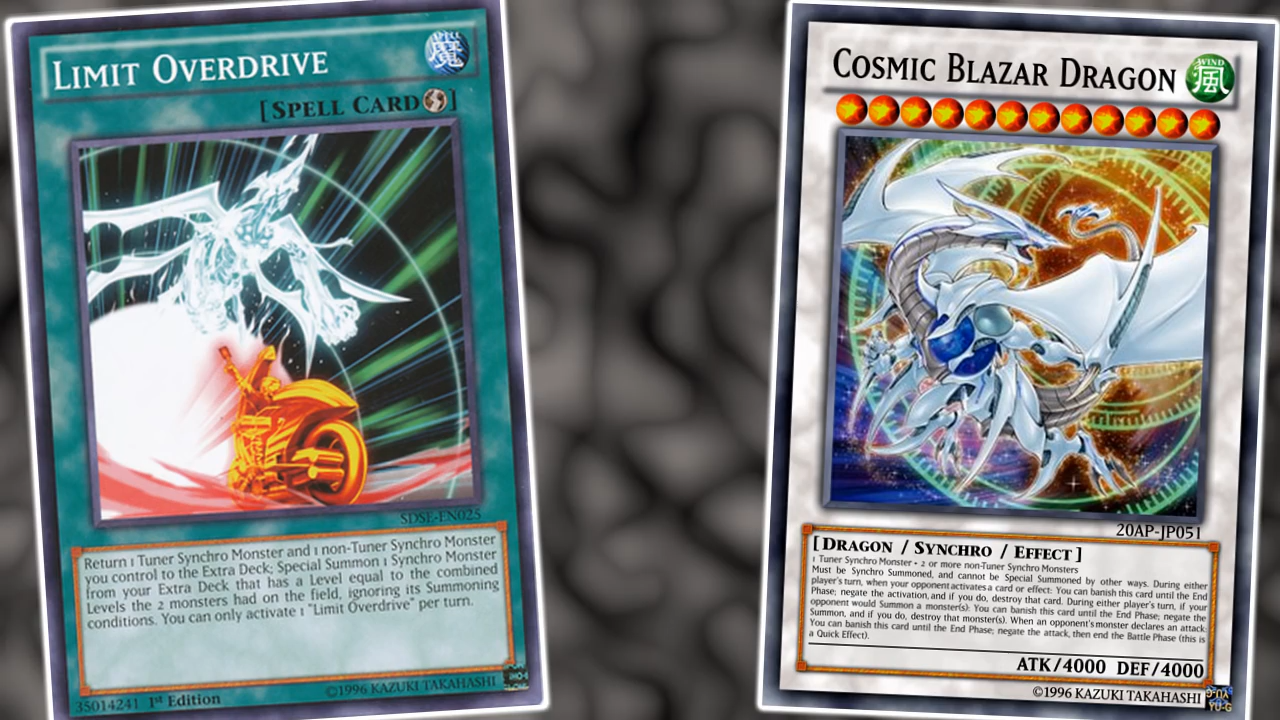 LIMIT OVERDRIVE
魔
[SPELL CARD]
SDSE-EN025
Return 1 Tuner Synchro Monster and 1 non-Tuner Synchro Monster
you control to the Extra Deck; Special Summon 1 Synchro Monster
from your Extra Deck that has a Level equal to the combined
Levels the 2 monsters had on the field, ignoring its Summoning
conditions. You can only activate 1 "Limit Overdrive" per turn.
35014241 1st Edition
©1996 KAZUKI TAKAHASHI
COSMIC BLAZAR DRAGON
WIND
風
20AP-JP051
[DRAGON / SYNCHRO / EFFECT]
1 Tuner Synchro Monster + 2 or more non-Tuner Synchro Monsters
Must be Synchro Summoned, and cannot be Special Summoned by other ways. During either
player's turn, when your opponent activates a card or effect: You can banish this card until the End
Phase; negate the activation, and if you do, destroy that card. During either player's turn, if your
opponent would Summon a monster(s): You can banish this card until the End Phase; negate the
Summon, and if you do, destroy that monster(s). When an opponent's monster declares an attack:
You can banish this card until the End Phase; negate the attack, then end the Battle Phase (this is
a Quick Effect).
ATK/4000 DEF/4000
©1996 KAZUKI TAKAHASHI